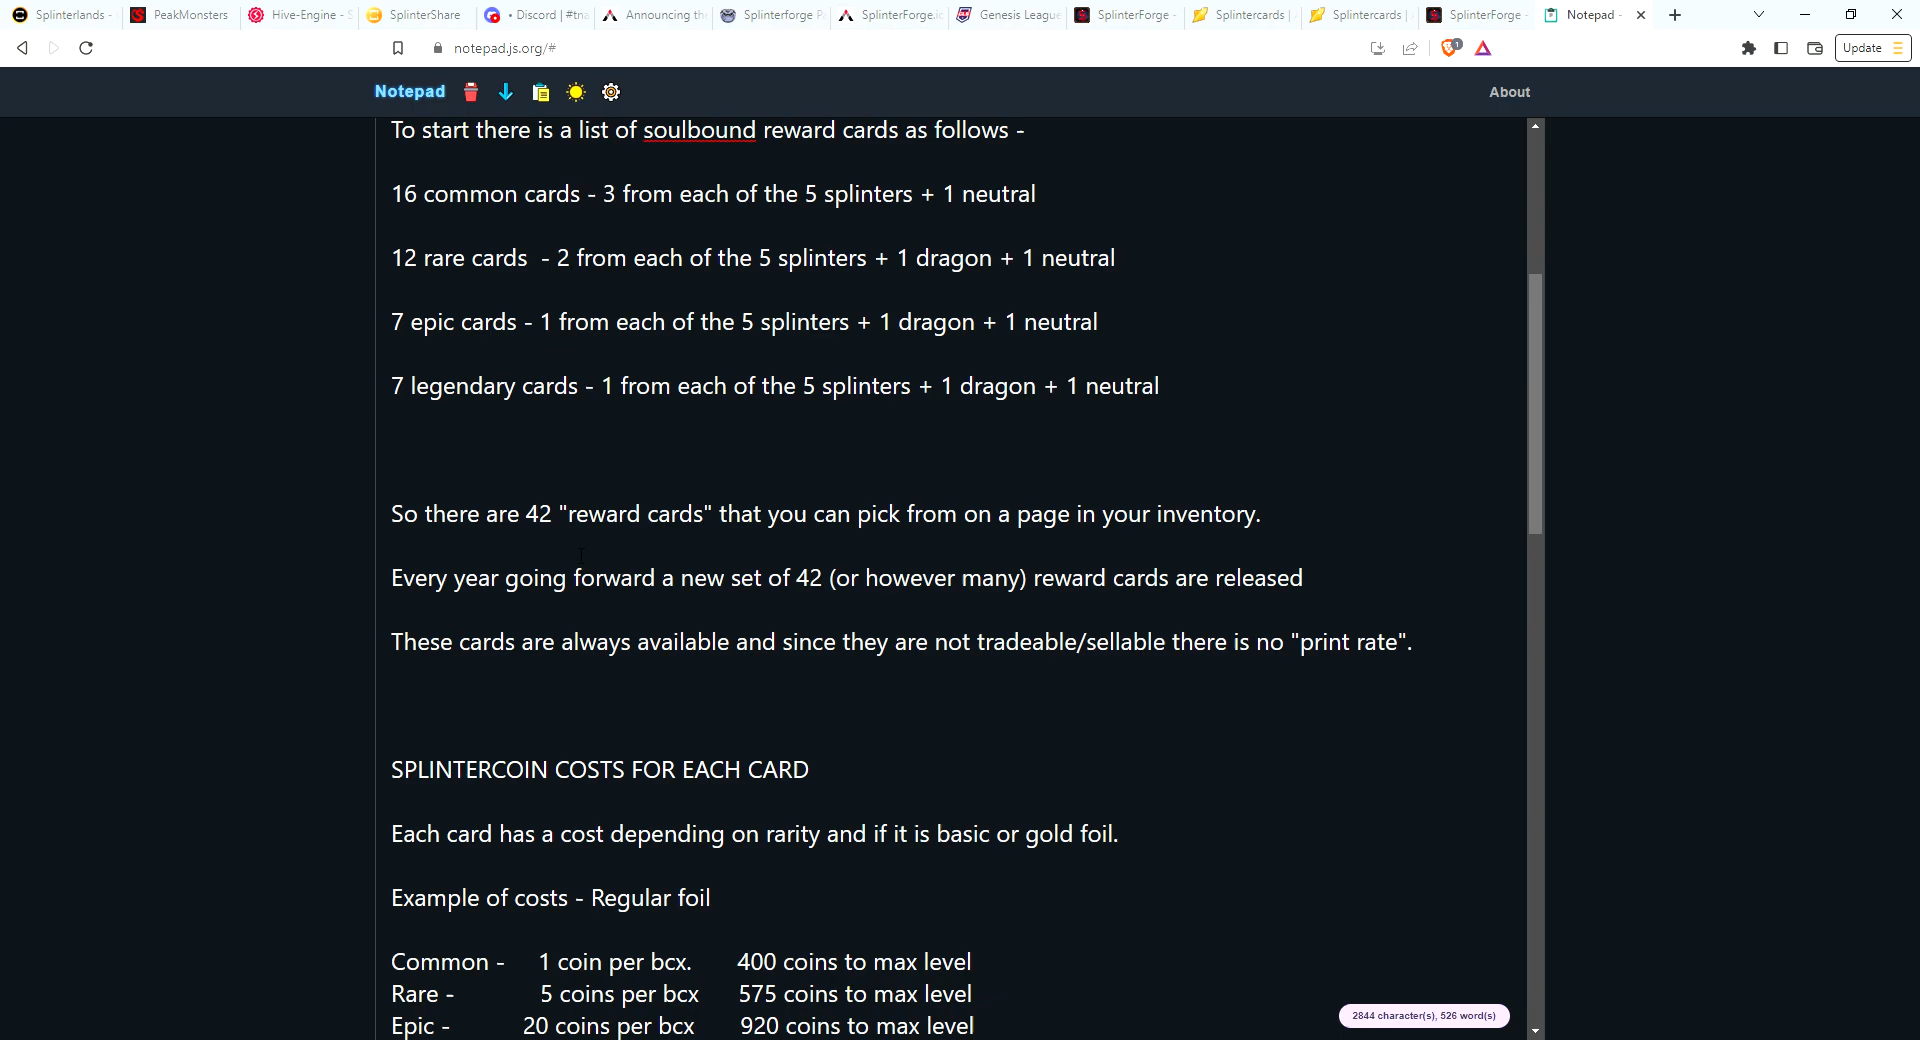 Splinterlands -
PeakMonsters
Hive-Engine - S
SplinterShare
• Discord | #tna
Announcing th
Splinterforge P
SplinterForge.io
Genesis League
SplinterForge -
Splintercards |
Splintercards |
SplinterForge -
Notepad -
notepad.js.org/#
1
Update
Notepad
About
To start there is a list of soulbound reward cards as follows -
16 common cards - 3 from each of the 5 splinters + 1 neutral
12 rare cards  - 2 from each of the 5 splinters + 1 dragon + 1 neutral
7 epic cards - 1 from each of the 5 splinters + 1 dragon + 1 neutral
7 legendary cards - 1 from each of the 5 splinters + 1 dragon + 1 neutral
So there are 42 "reward cards" that you can pick from on a page in your inventory.
Every year going forward a new set of 42 (or however many) reward cards are released
These cards are always available and since they are not tradeable/sellable there is no "print rate".
SPLINTERCOIN COSTS FOR EACH CARD
Each card has a cost depending on rarity and if it is basic or gold foil.
Example of costs - Regular foil
Common - 1 coin per bcx. 400 coins to max level
Rare - 5 coins per bcx 575 coins to max level
Epic - 20 coins per bcx 920 coins to max level
2844 character(s), 526 word(s)